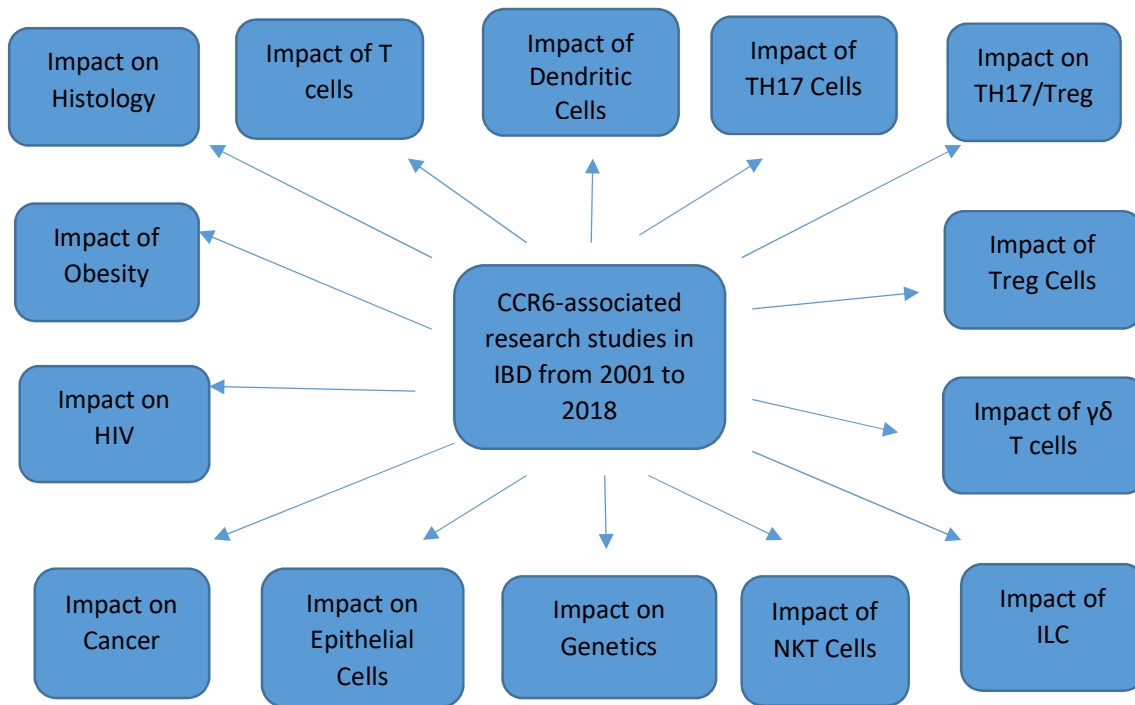 Impact on
Histology
Impact of T
cells
Impact of
Dendritic
Cells
Impact of
TH17 Cells
Impact on
TH17/Treg
Impact of
Obesity
CCR6-associated
research studies in
IBD from 2001 to
2018
Impact of
Treg Cells
Impact on
HIV
Impact of γδ
T cells
Impact on
Cancer
Impact on
Epithelial
Cells
Impact on
Genetics
Impact of
NKT Cells
Impact of
ILC